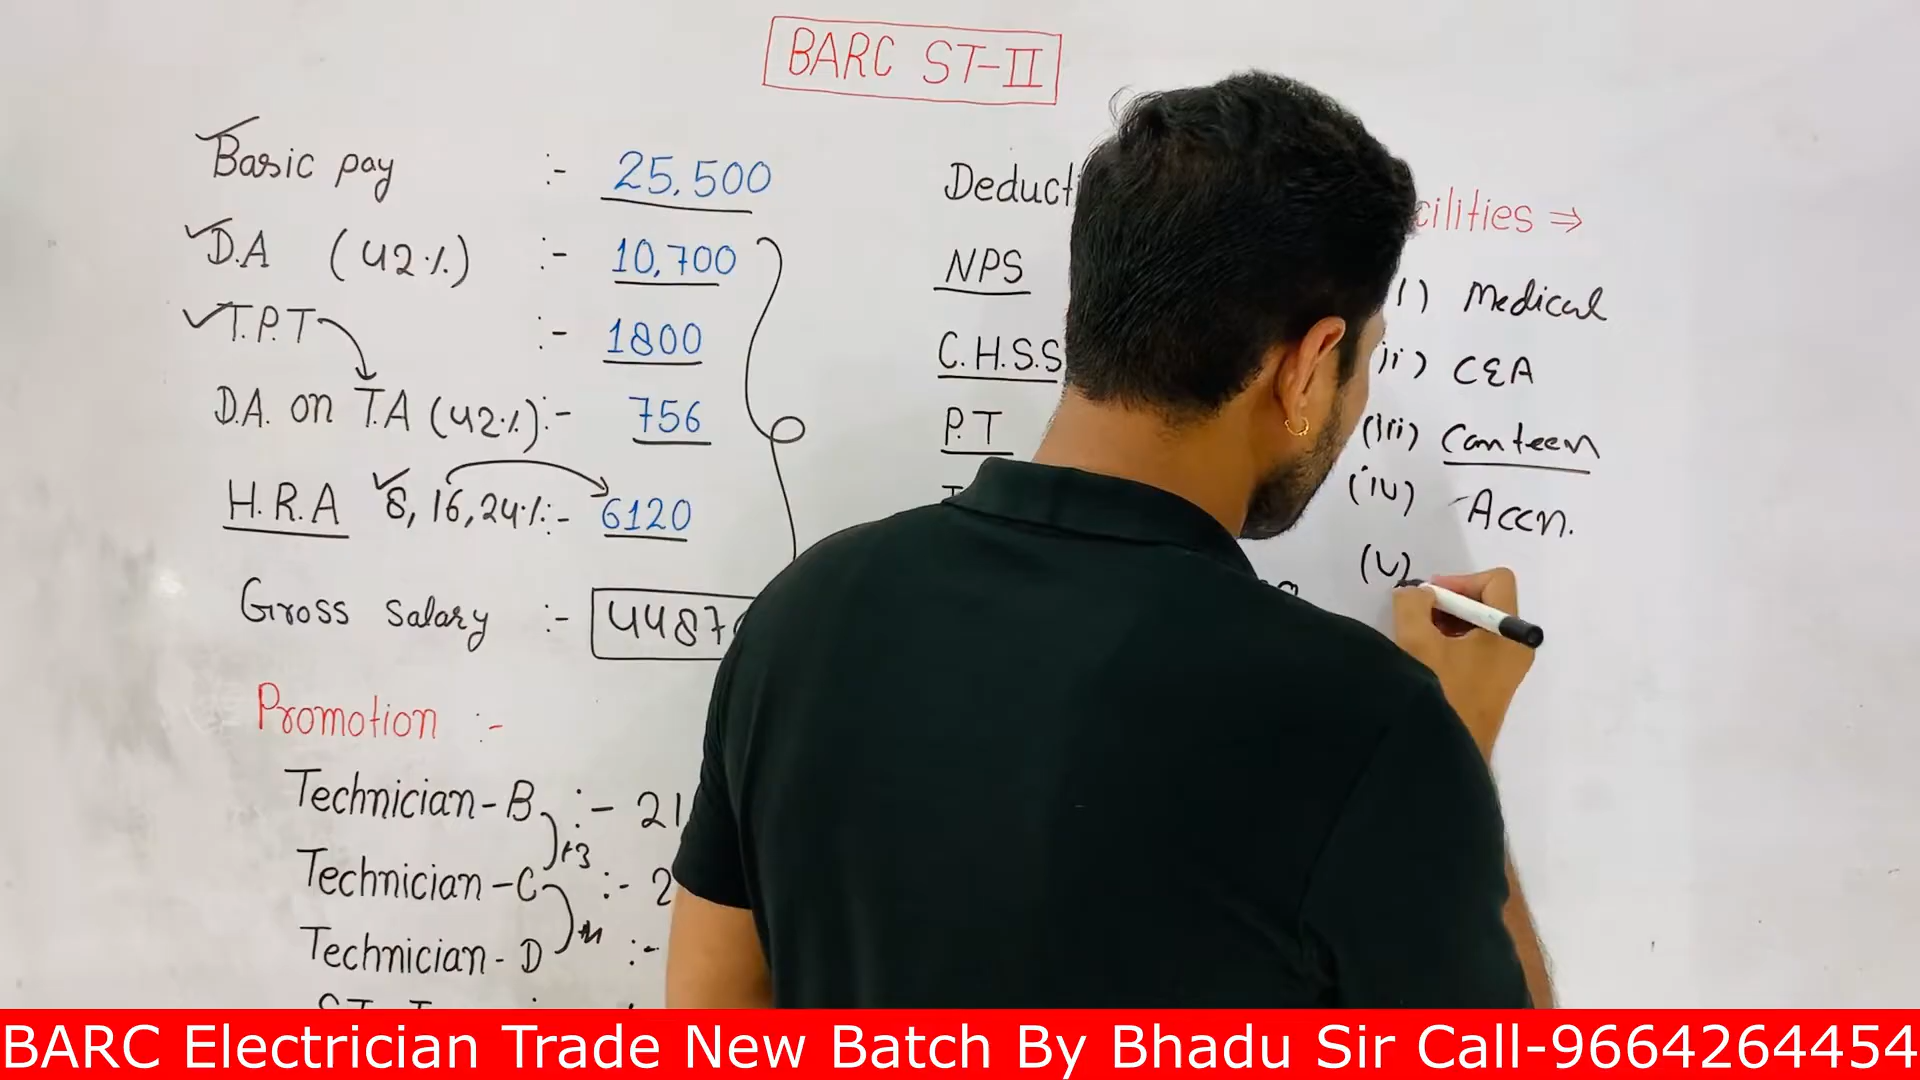 BARC ST-II
Basic pay :- 25,500
D.A (42%) :- 10,700
T.P.T :- 1800
D.A. on T.A (42%):- 756
H.R.A 8, 16, 24%:- 6120
Gross salary :- 4487
Promotion :-
Technician-B :- 21
+3
Technician-C :- 2
Technician-D :-
Deducti
NPS
C.H.S.S
P.T
cilities ⇒
i) Medical
ii) CEA
(iii) Canteen
(iv) Accn.
(v)
BARC Electrician Trade New Batch By Bhadu Sir Call-9664264454